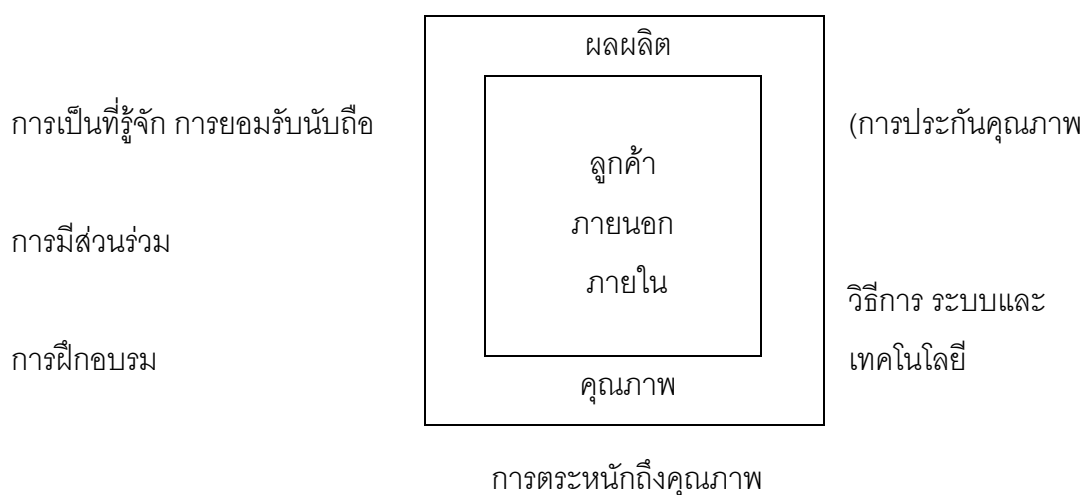 ผลผลิต
การเป็นที่รู้จัก การยอมรับนับถือ
(การประกันคุณภาพ
ลูกค้า
ภายนอก
การมีส่วนร่วม
ภายใน
วิธีการ ระบบและ
การฝึกอบรม
เทคโนโลยี
คุณภาพ
การตระหนักถึงคุณภาพ